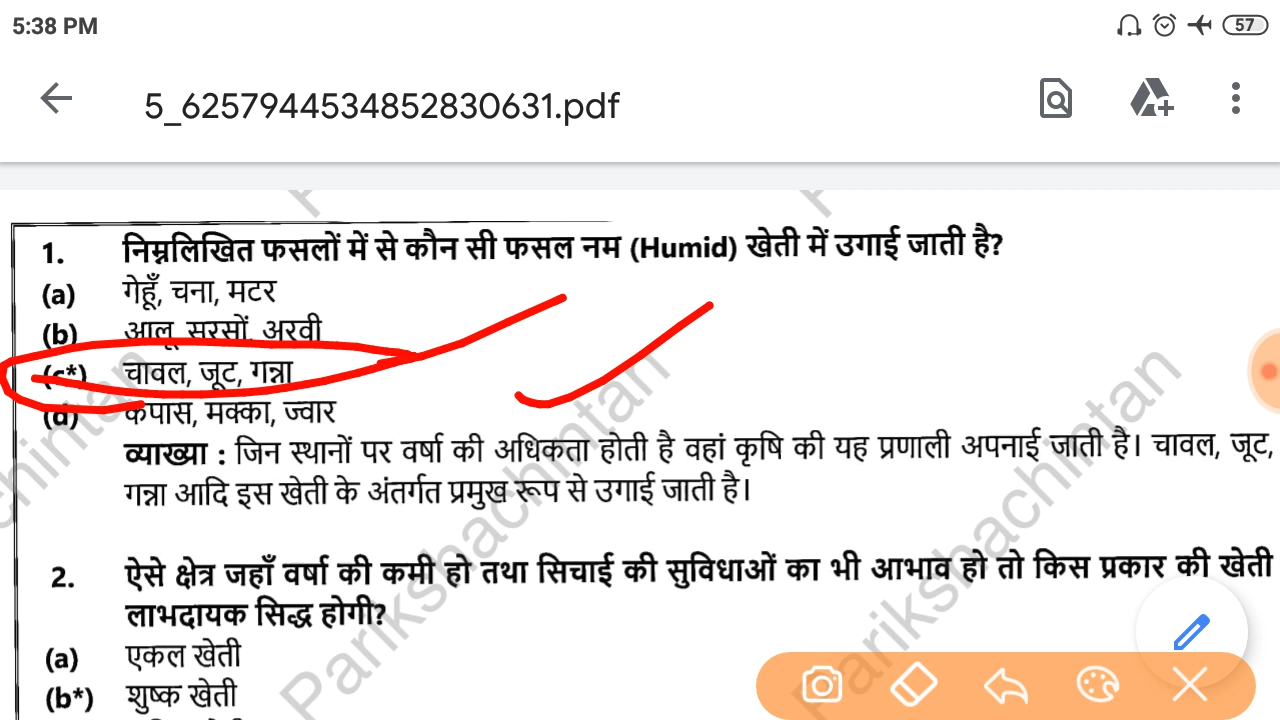 5:38 PM
57
5_6257944534852830631.pdf
1. निम्नलिखित फसलों में से कौन सी फसल नम (Humid) खेती में उगाई जाती है?
(a) गेहूँ, चना, मटर
(b) आलू, सरसों, अरवी
(c*) चावल, जूट, गन्ना
(d) कपास, मक्का, ज्वार
व्याख्या : जिन स्थानों पर वर्षा की अधिकता होती है वहां कृषि की यह प्रणाली अपनाई जाती है। चावल, जूट,
गन्ना आदि इस खेती के अंतर्गत प्रमुख रूप से उगाई जाती है।
2. ऐसे क्षेत्र जहाँ वर्षा की कमी हो तथा सिचाई की सुविधाओं का भी आभाव हो तो किस प्रकार की खेती
लाभदायक सिद्ध होगी?
(a) एकल खेती
(b*) शुष्क खेती
chintan
Parikshachintan
Parikshachintan